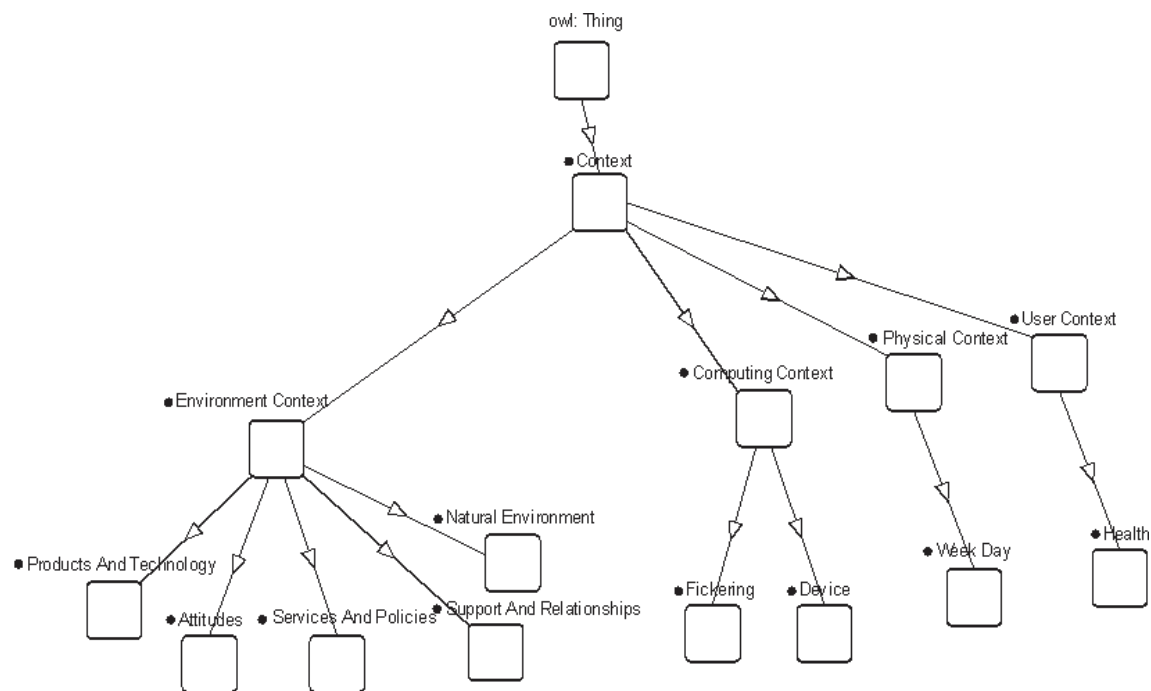 owl: Thing
Context
User Context
Physical Context
Computing Context
Environment Context
Natural Environment
Products And Technology
Attitudes
Services And Policies
Support And Relationships
Fickering
Device
Week Day
Health